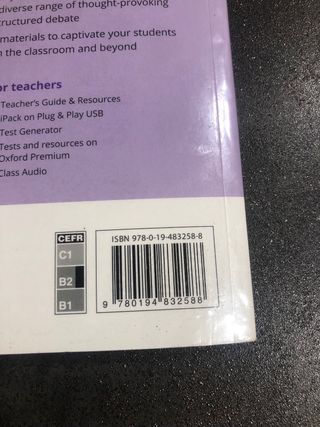 diverse range of thought-provoking
tructured debate
materials to captivate your students
n the classroom and beyond
or teachers
Teacher's Guide & Resources
iPack on Plug & Play USB
Test Generator
Tests and resources on
Oxford Premium
Class Audio
CEFR
C1
B2
B1
ISBN 978-0-19-483258-8
9 780194 832588